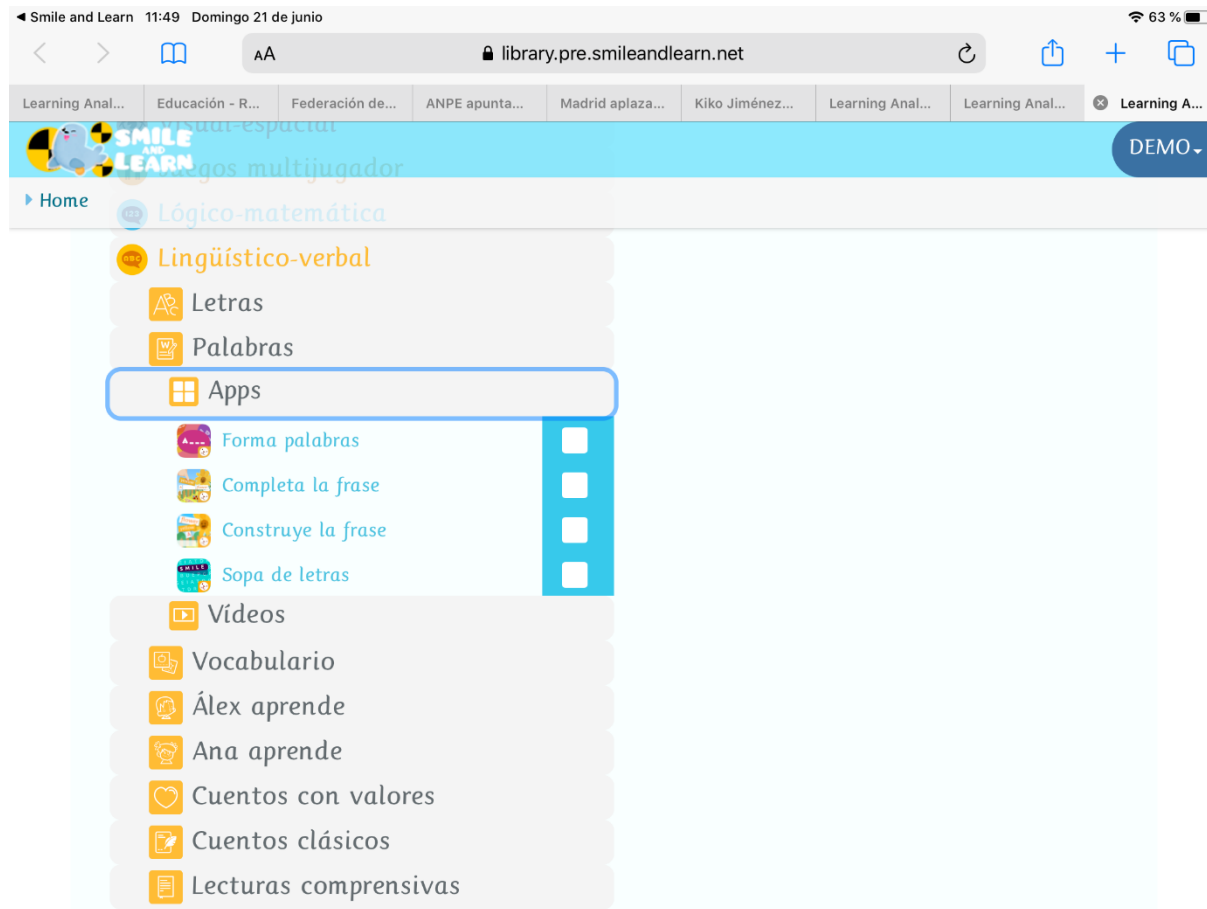 Smile and Learn 11:49 Domingo 21 de junio 63 %
AA library.pre.smileandlearn.net
Learning Anal... Educación - R... Federación de... ANPE apunta... Madrid aplaza... Kiko Jiménez... Learning Anal... Learning Anal... Learning A...
Visual-espacial
SMILE AND LEARN
DEMO
Juegos multijugador
Home
Lógico-matemática
Lingüístico-verbal
Letras
Palabras
Apps
Forma palabras
Completa la frase
Construye la frase
Sopa de letras
Vídeos
Vocabulario
Álex aprende
Ana aprende
Cuentos con valores
Cuentos clásicos
Lecturas comprensivas